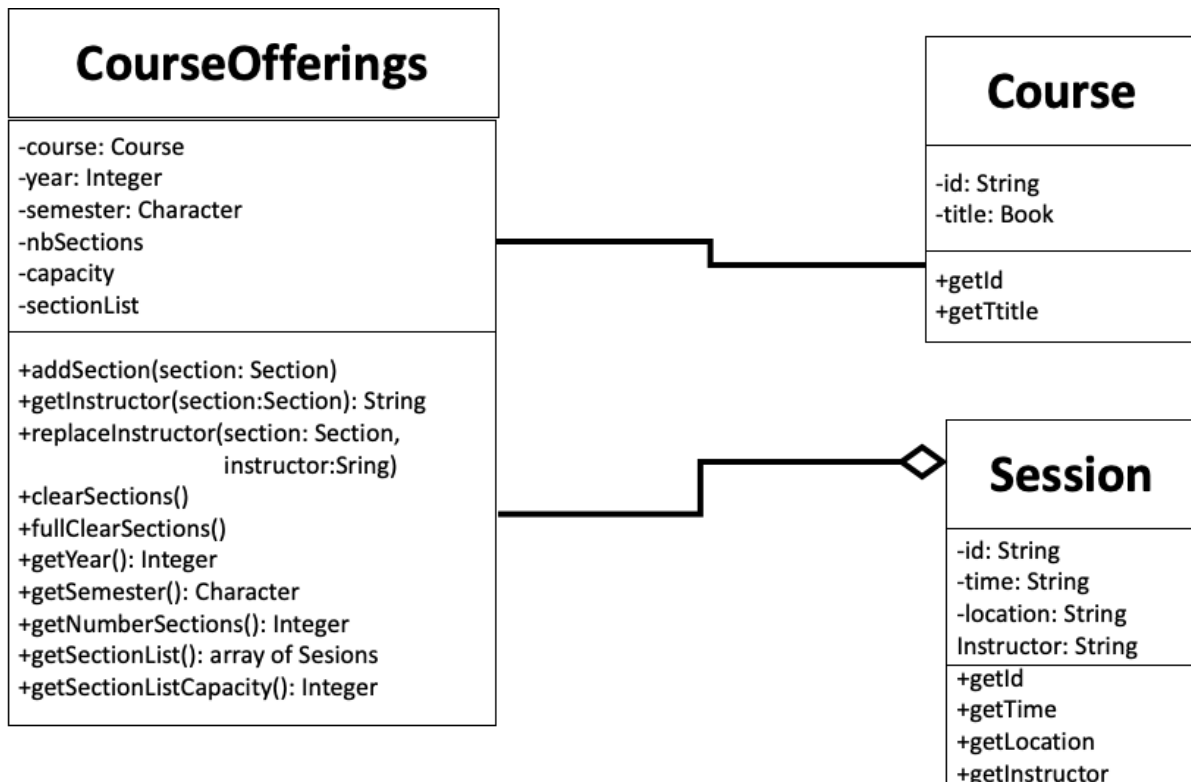 CourseOfferings
-course: Course
-year: Integer
-semester: Character
-nbSections
-capacity
-sectionList
+addSection(section: Section)
+getInstructor(section:Section): String
+replaceInstructor(section: Section,
instructor:Sring)
+clearSections()
+fullClearSections()
+getYear(): Integer
+getSemester(): Character
+getNumberSections(): Integer
+getSectionList(): array of Sesions
+getSectionListCapacity(): Integer
Course
-id: String
-title: Book
+getId
+getTtitle
Session
-id: String
-time: String
-location: String
Instructor: String
+getId
+getTime
+getLocation
+getInstructor